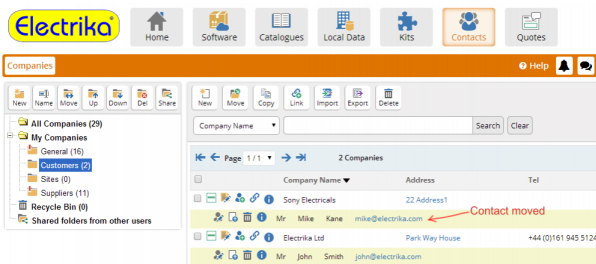 Electrika®
Home Software Catalogues Local Data Kits Contacts Quotes
Companies Help
New Name Move Up Down Del Share
New Move Copy Link Import Export Delete
All Companies (29)
My Companies
General (16)
Customers (2)
Sites (0)
Suppliers (11)
Recycle Bin (0)
Shared folders from other users
Company Name Search Clear
Page 1 / 1 2 Companies
Company Name Address Tel
Sony Electricals 22 Address1
Mr Mike Kane mike@electrika.com Contact moved
Electrika Ltd Park Way House +44 (0)161 945 5124
Mr John Smith john@electrika.com